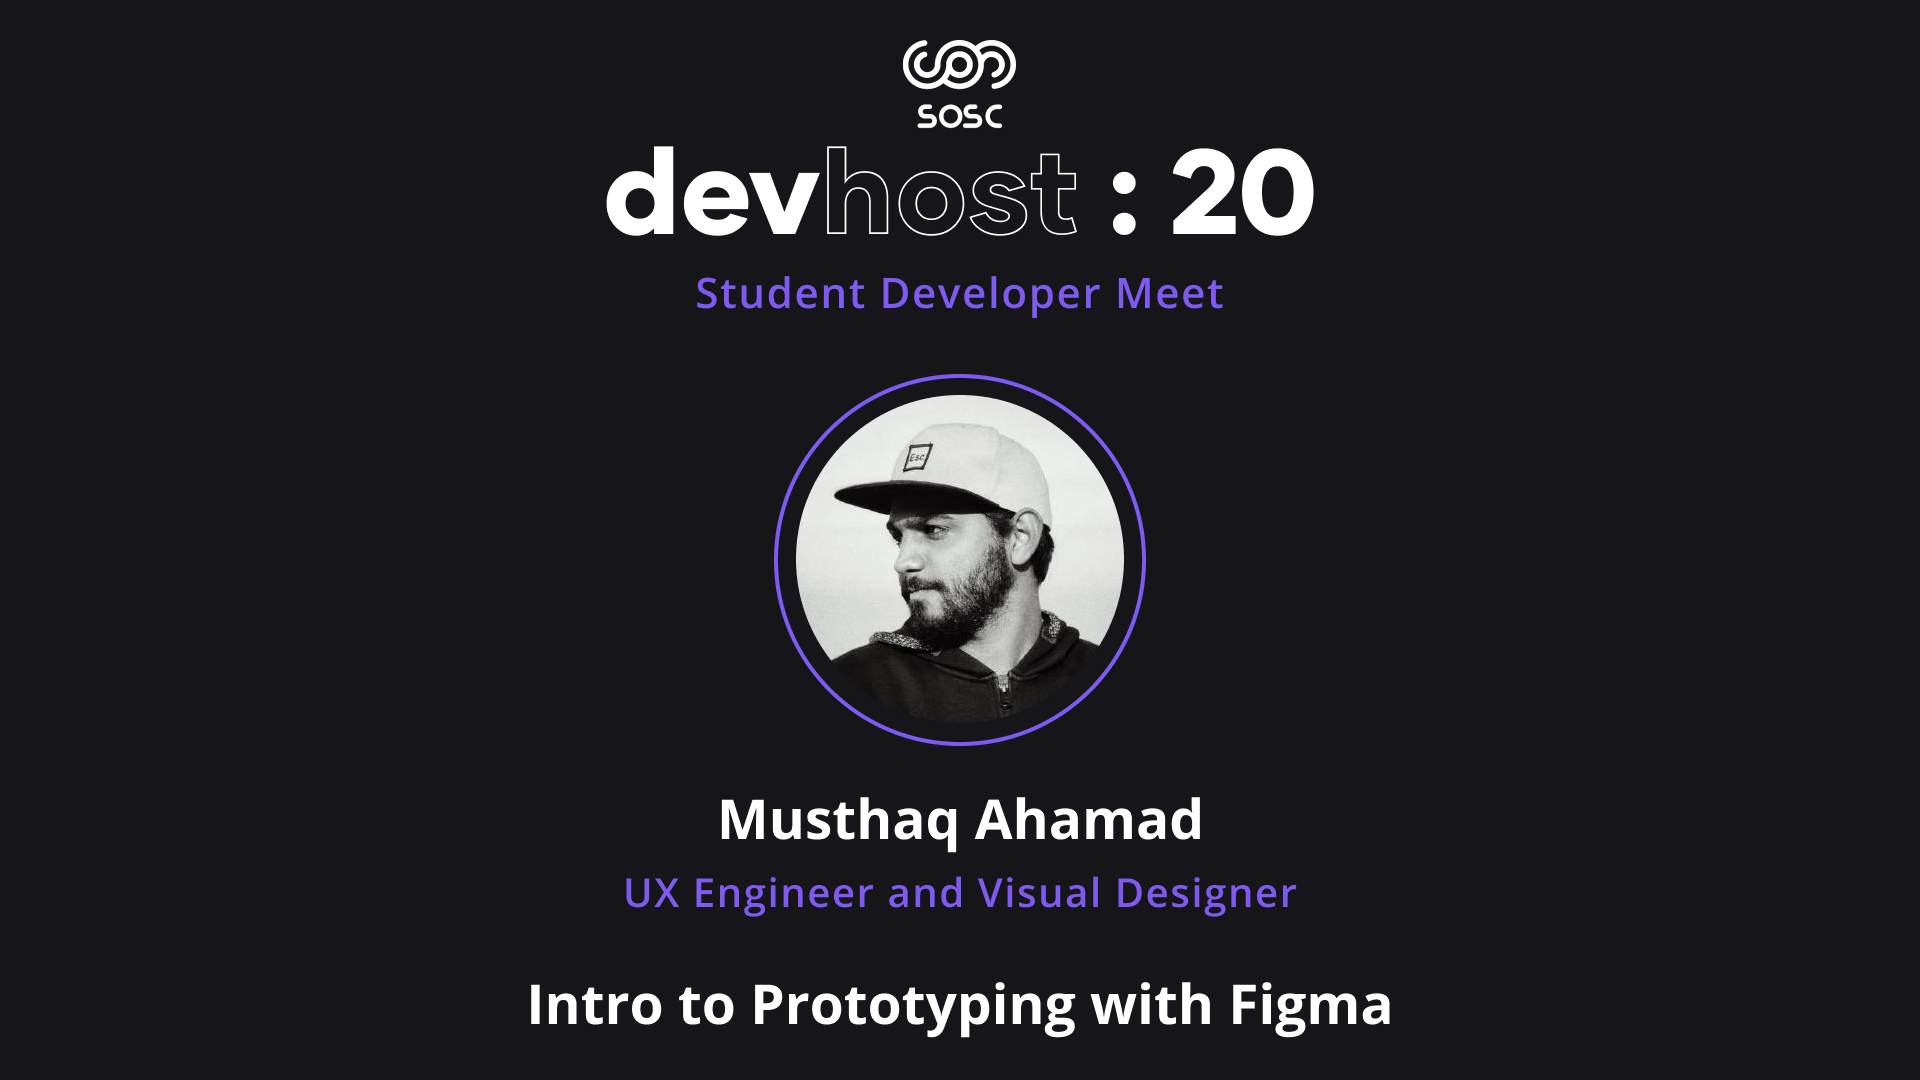 sosc
devhost : 20
Student Developer Meet
Esc
Musthaq Ahamad
UX Engineer and Visual Designer
Intro to Prototyping with Figma